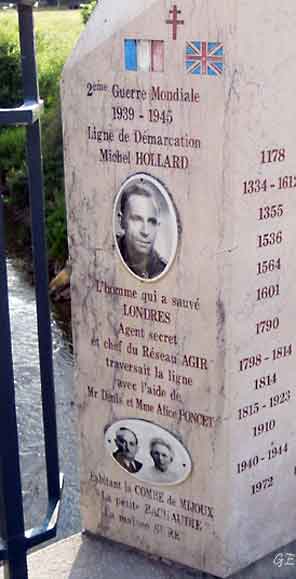 2ème Guerre Mondiale
1939 - 1945
Ligne de Démarcation
Michel HOLLARD
L'homme qui a sauvé
LONDRES
Agent secret
et chef du Réseau AGIR
traversait la ligne
avec l'aide de
Mr Denis et Mme Alice PONCET
Habitant la COMBE de MIJOUX
"La petite BACHAUDIE"
La maison SÛRE
1178
1334 - 1612
1355
1536
1564
1601
1790
1798 - 1814
1814
1815 - 1923
1910
1940 - 1944
1972